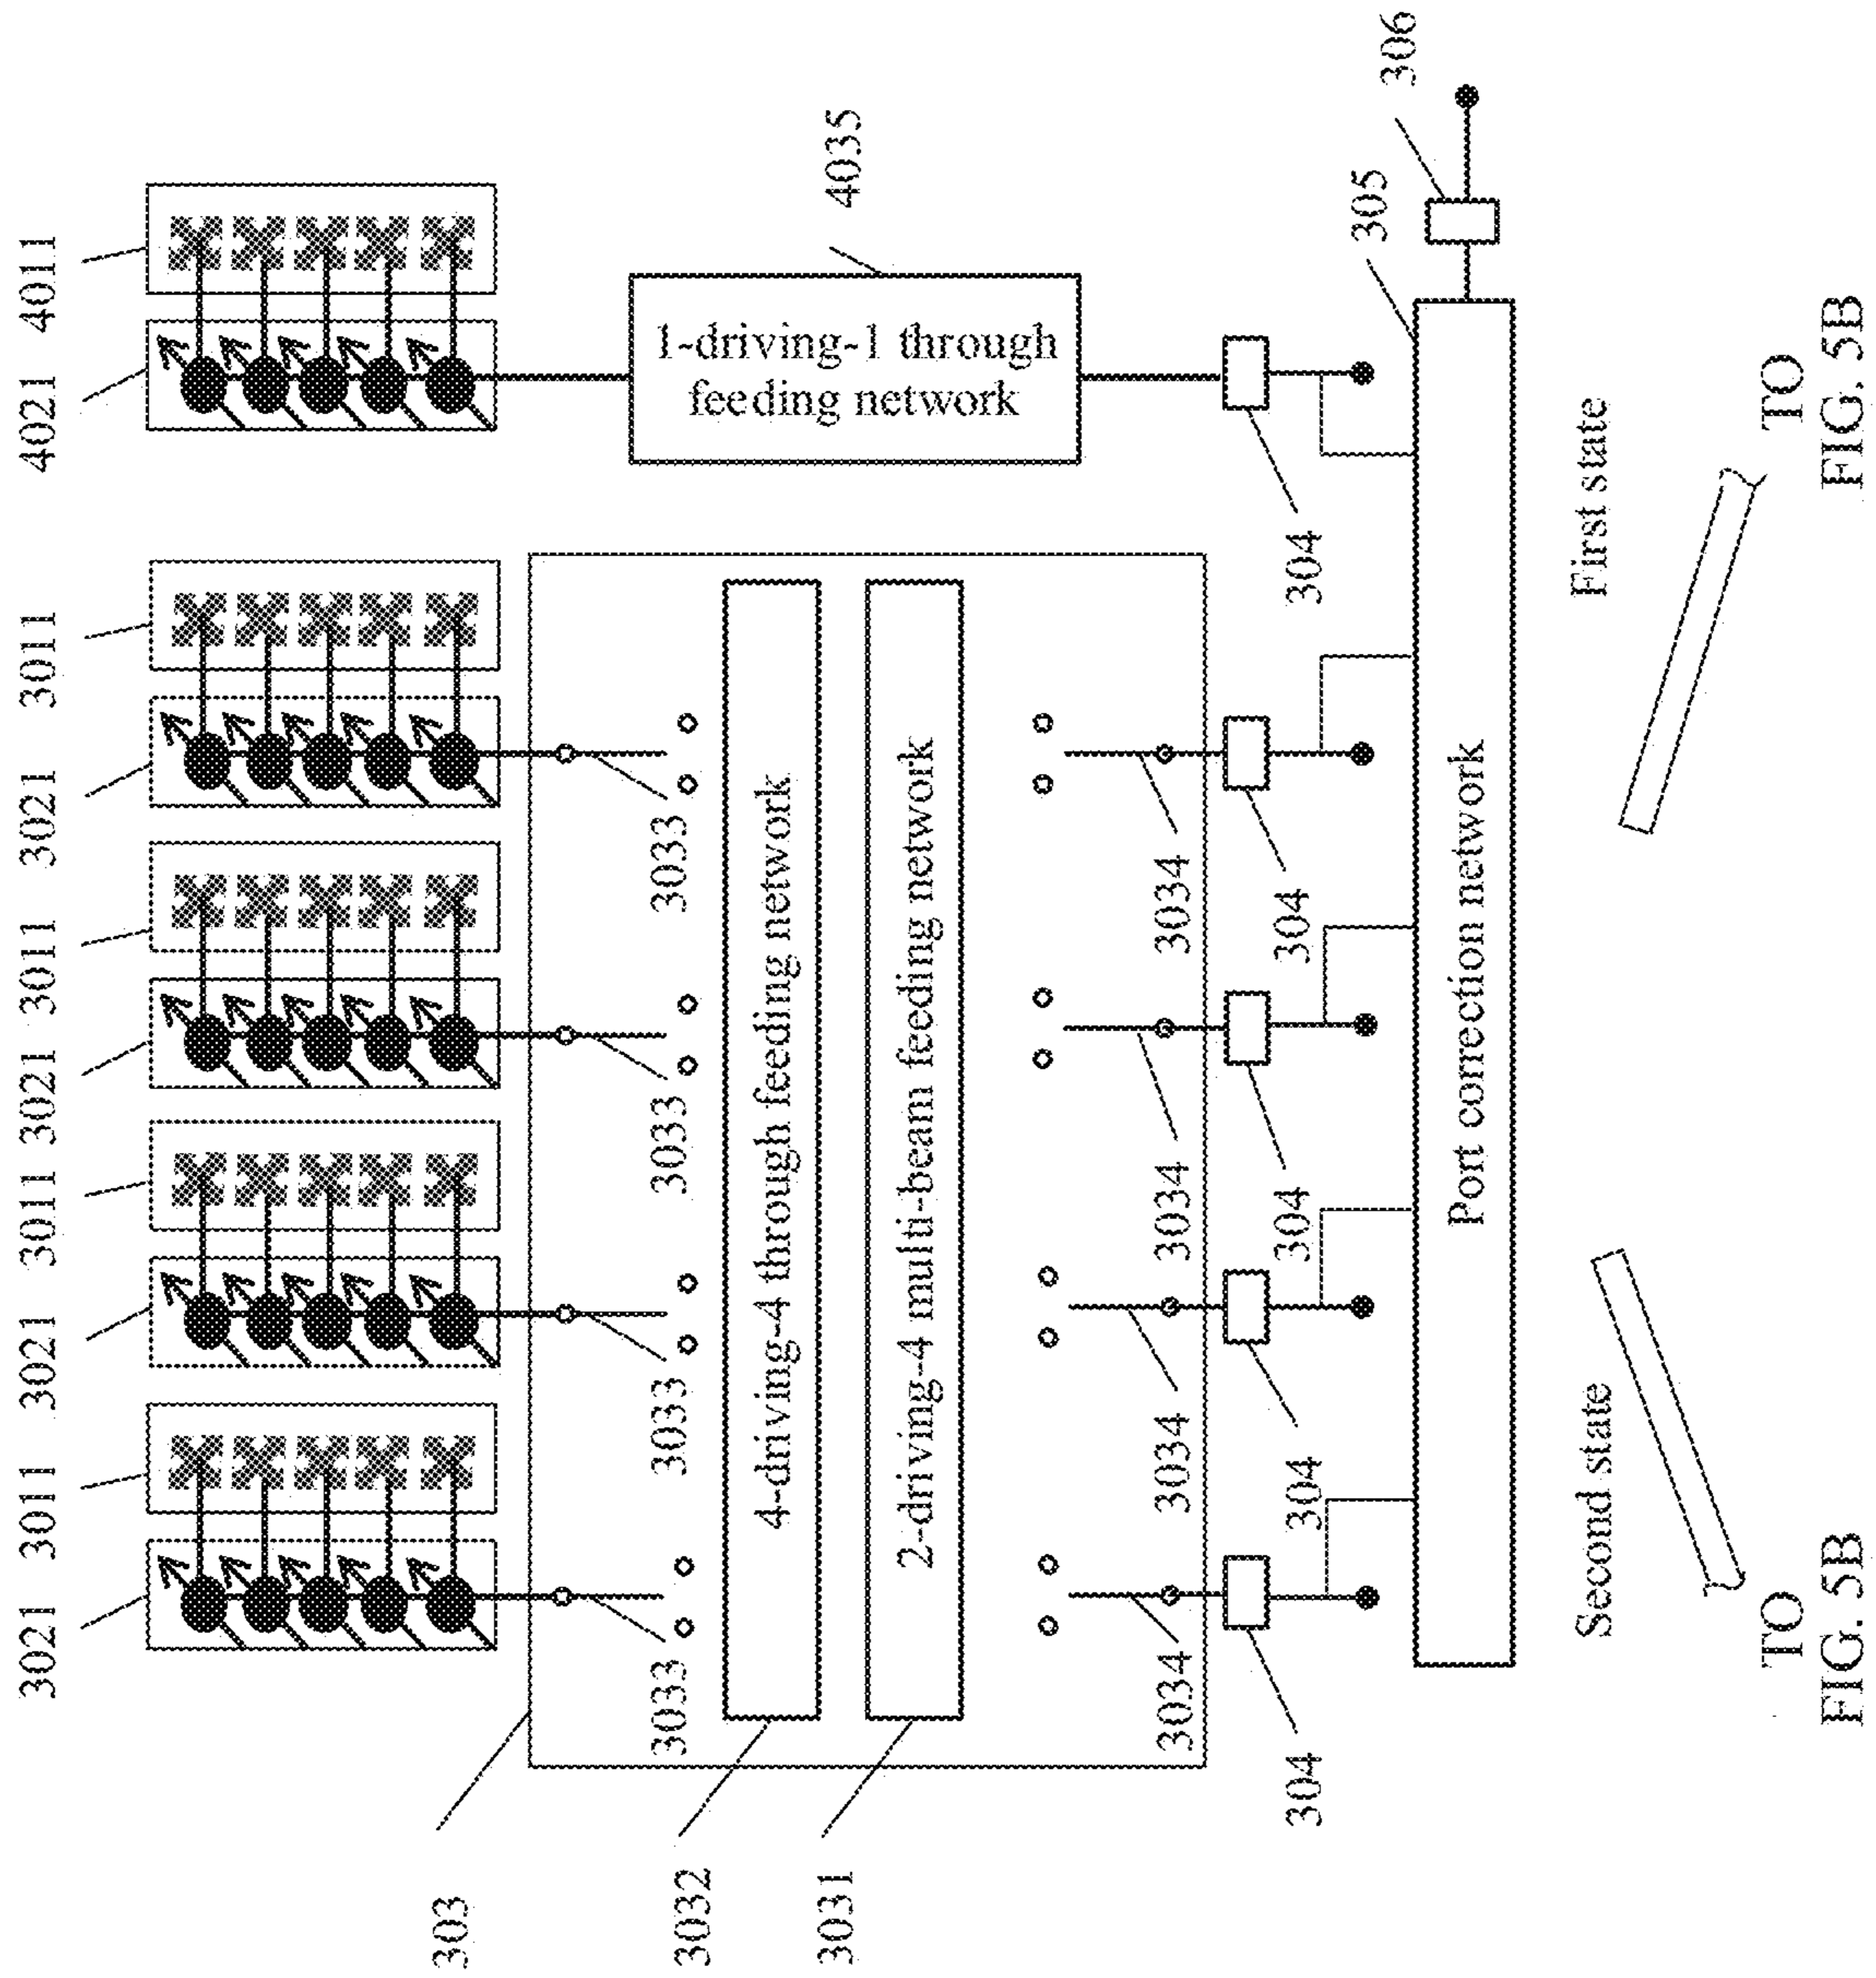 4021 4011
3021 3011
3021 3011
3021 3011
3021 3011
303
3033
3033
3033
3033
3032
4-driving-4 through feeding network
3031
2-driving-4 multi-beam feeding network
1-driving-1 through
feeding network
4035
3034
3034
3034
3034
304
304
304
304
304
305
306
Port correction network
Second state
First state
TO
FIG. 5B
TO
FIG. 5B